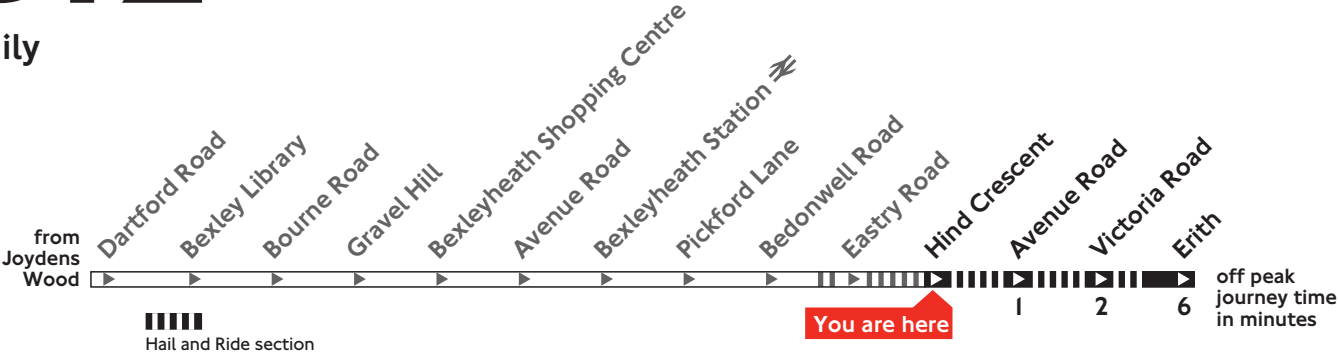 ily
from
Joydens
Wood
Dartford Road
Bexley Library
Bourne Road
Gravel Hill
Bexleyheath Shopping Centre
Avenue Road
Bexleyheath Station
Pickford Lane
Bedonwell Road
Eastry Road
Hind Crescent
Avenue Road
Victoria Road
Erith
You are here
1
2
6
off peak
journey time
in minutes
Hail and Ride section